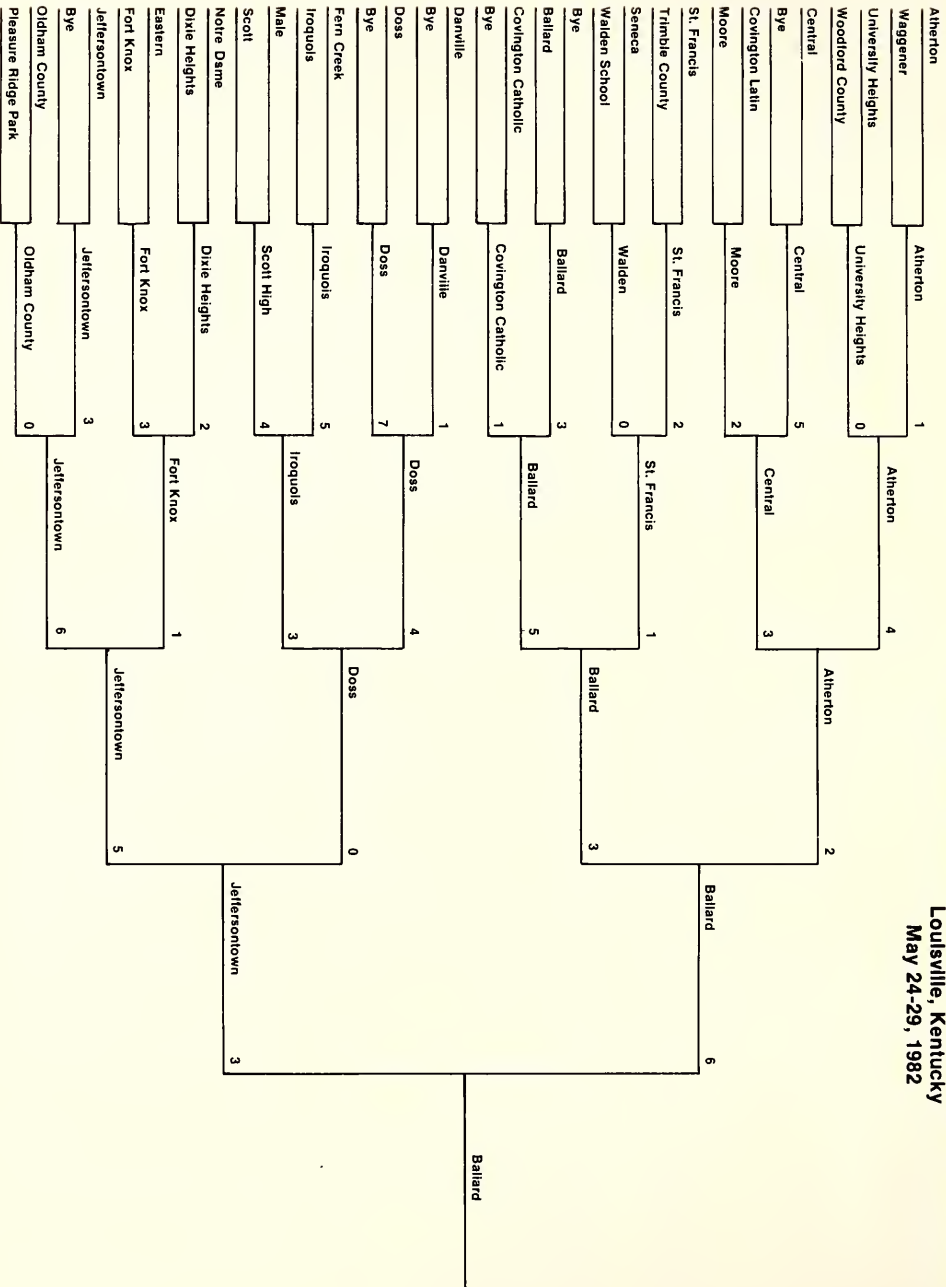 Louisville, Kentucky
May 24-29, 1982
Atherton
Waggener
University Heights
Woodford County
Central
Bye
Covington Latin
Moore
St. Francis
Trimble County
Seneca
Walden School
Bye
Ballard
Covington Catholic
Bye
Danville
Bye
Doss
Bye
Fern Creek
Iroquois
Male
Scott
Notre Dsme
Dixie Heights
Eastern
Fort Knox
Jeffersontown
Bye
Oldham County
Pleasure Ridge Park
Atherton 1
University Heights 0
Central 5
Moore 2
St. Francis 2
Walden 0
Ballard 3
Covington Catholic 1
Danville 1
Doss 7
Iroquois 5
Scott High 4
Dixie Heights 2
Fort Knox 3
Jeffersontown 3
Oldham County 0
Atherton 4
Central 3
St. Francis 1
Ballard 5
Doss 4
Iroquois 3
Fort Knox 1
Jeffersontown 6
Atherton 2
Ballard 3
Doss 0
Jeffersontown 5
Ballard 6
Jeffersontown 3
Ballard